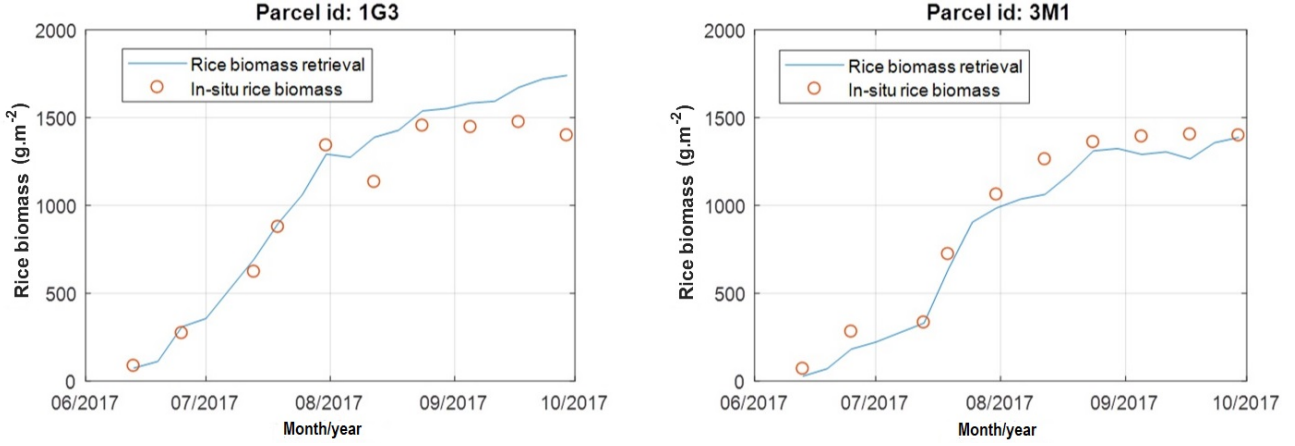 Parcel id: 1G3
2000
1500
1000
500
0
Rice biomass (g.m-2)
Rice biomass retrieval
In-situ rice biomass
06/2017 07/2017 08/2017 09/2017 10/2017
Month/year
Parcel id: 3M1
2000
1500
1000
500
0
Rice biomass (g.m-2)
Rice biomass retrieval
In-situ rice biomass
06/2017 07/2017 08/2017 09/2017 10/2017
Month/year